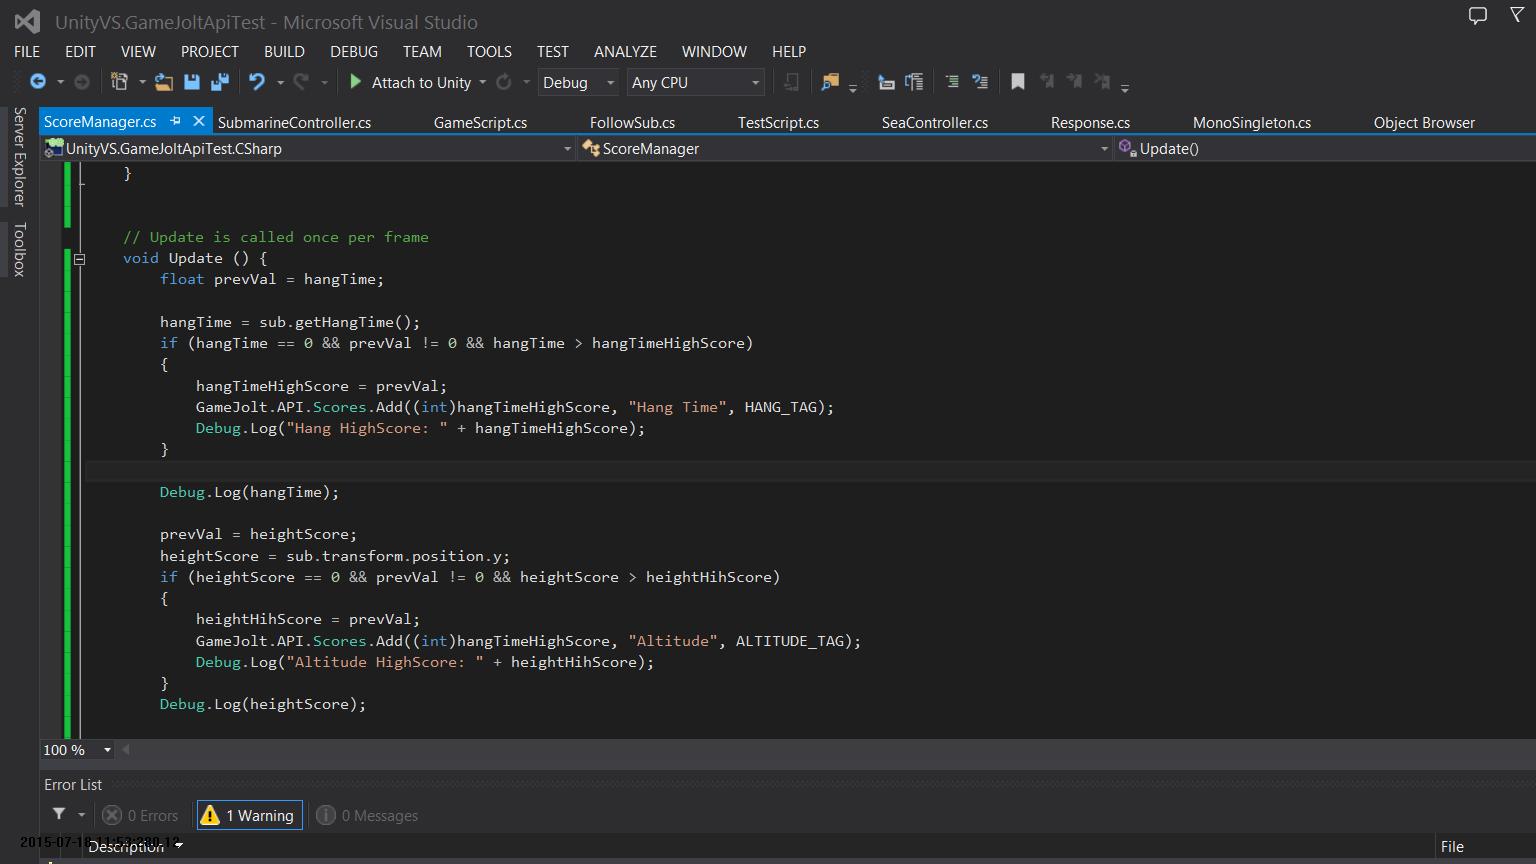 UnityVS.GameJoltApiTest - Microsoft Visual Studio
FILE EDIT VIEW PROJECT BUILD DEBUG TEAM TOOLS TEST ANALYZE WINDOW HELP
Attach to Unity Debug Any CPU
Server Explorer
Toolbox
ScoreManager.cs SubmarineController.cs GameScript.cs FollowSub.cs TestScript.cs SeaController.cs Response.cs MonoSingleton.cs Object Browser
UnityVS.GameJoltApiTest.CSharp ScoreManager Update()
}
// Update is called once per frame
void Update () {
float prevVal = hangTime;
hangTime = sub.getHangTime();
if (hangTime == 0 && prevVal != 0 && hangTime > hangTimeHighScore)
{
hangTimeHighScore = prevVal;
GameJolt.API.Scores.Add((int)hangTimeHighScore, "Hang Time", HANG_TAG);
Debug.Log("Hang HighScore: " + hangTimeHighScore);
}
Debug.Log(hangTime);
prevVal = heightScore;
heightScore = sub.transform.position.y;
if (heightScore == 0 && prevVal != 0 && heightScore > heightHihScore)
{
heightHihScore = prevVal;
GameJolt.API.Scores.Add((int)hangTimeHighScore, "Altitude", ALTITUDE_TAG);
Debug.Log("Altitude HighScore: " + heightHihScore);
}
Debug.Log(heightScore);
100 %
Error List
0 Errors 1 Warning 0 Messages
Description File